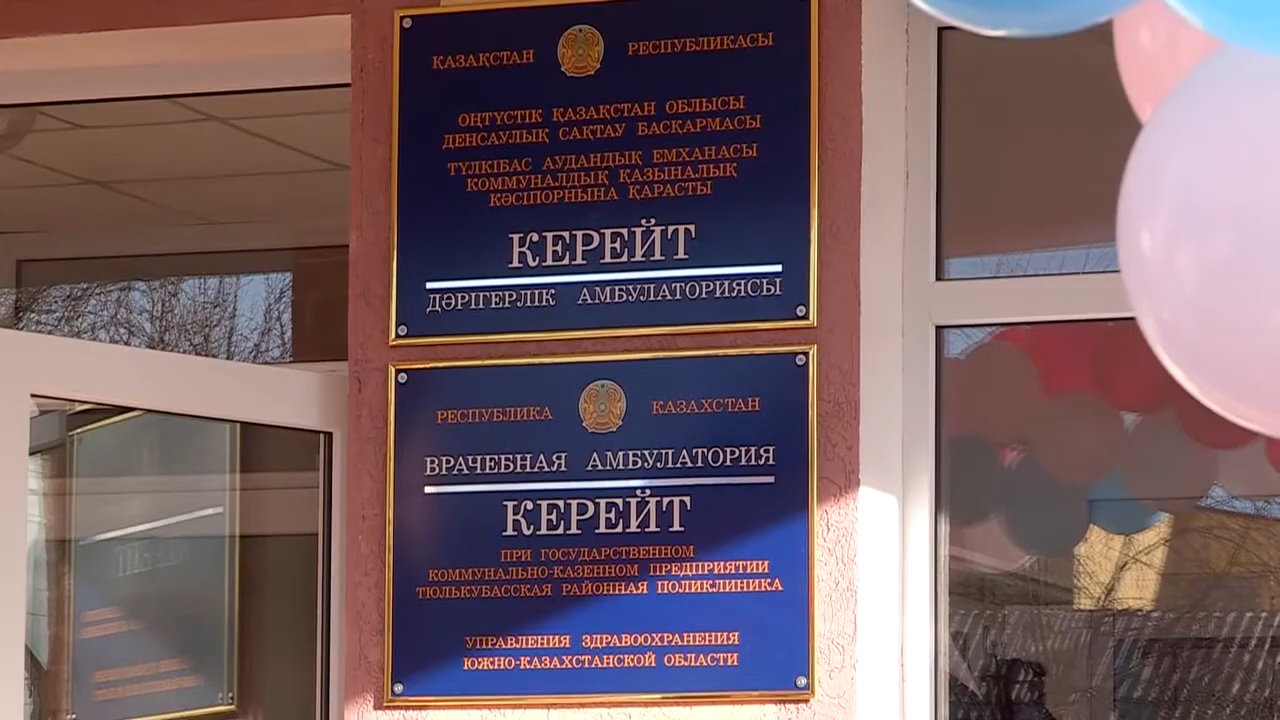 ҚАЗАҚСТАН РЕСПУБЛИКАСЫ
ОҢТҮСТІК ҚАЗАҚСТАН ОБЛЫСЫ
ДЕНСАУЛЫҚ САҚТАУ БАСҚАРМАСЫ
ТҮЛКІБАС АУДАНДЫҚ ЕМХАНАСЫ
КОММУНАЛДЫҚ ҚАЗЫНАЛЫҚ
КӘСІПОРНЫНА ҚАРАСТЫ
КЕРЕЙТ
ДӘРІГЕРЛІК АМБУЛАТОРИЯСЫ
РЕСПУБЛИКА КАЗАХСТАН
ВРАЧЕБНАЯ АМБУЛАТОРИЯ
КЕРЕЙТ
ПРИ ГОСУДАРСТВЕННОМ
КОММУНАЛЬНО-КАЗЕННОМ ПРЕДПРИЯТИИ
ТЮЛЬКУБАССКАЯ РАЙОННАЯ ПОЛИКЛИНИКА
УПРАВЛЕНИЯ ЗДРАВООХРАНЕНИЯ
ЮЖНО-КАЗАХСТАНСКОЙ ОБЛАСТИ